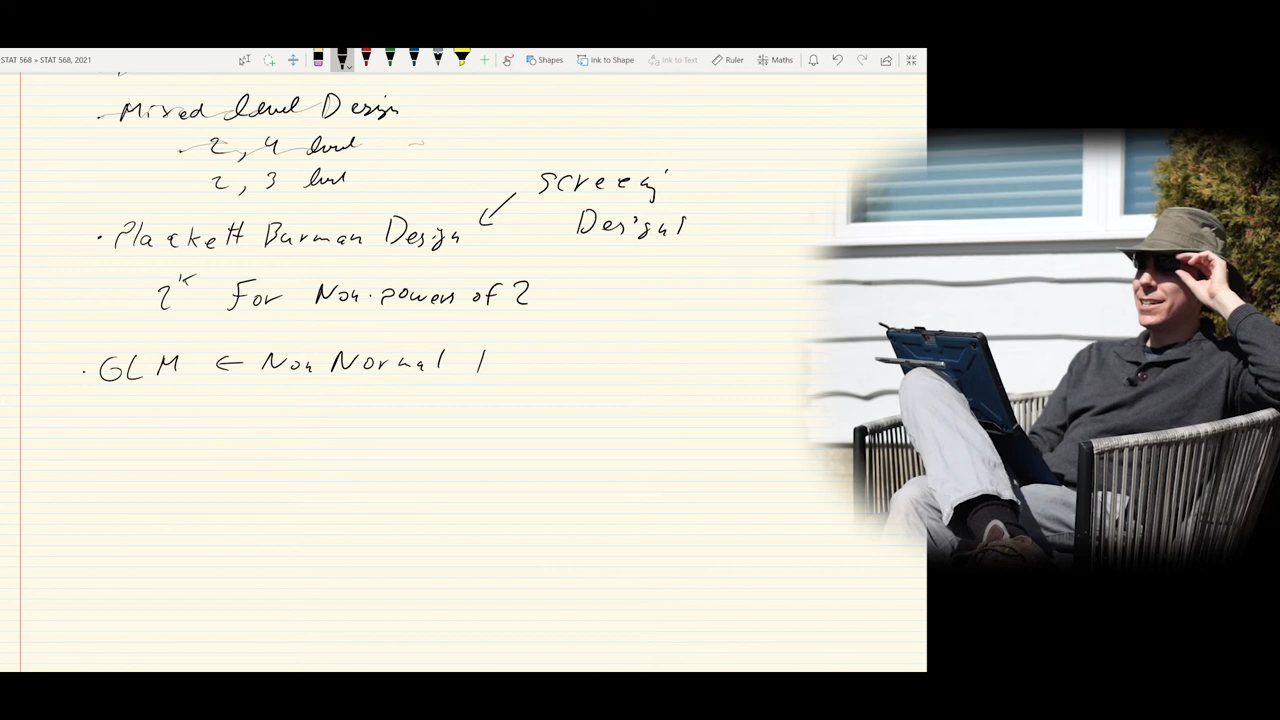 STAT 568 » STAT 568, 2021
Shapes Ink to Shape Ink to Text Ruler Maths
· Mixed level Design
2, 4 level
2, 3 level
Screenig
Designs
· Plackett Burman Design
2^k For Non-powers of 2
· GLM ← Non Normal